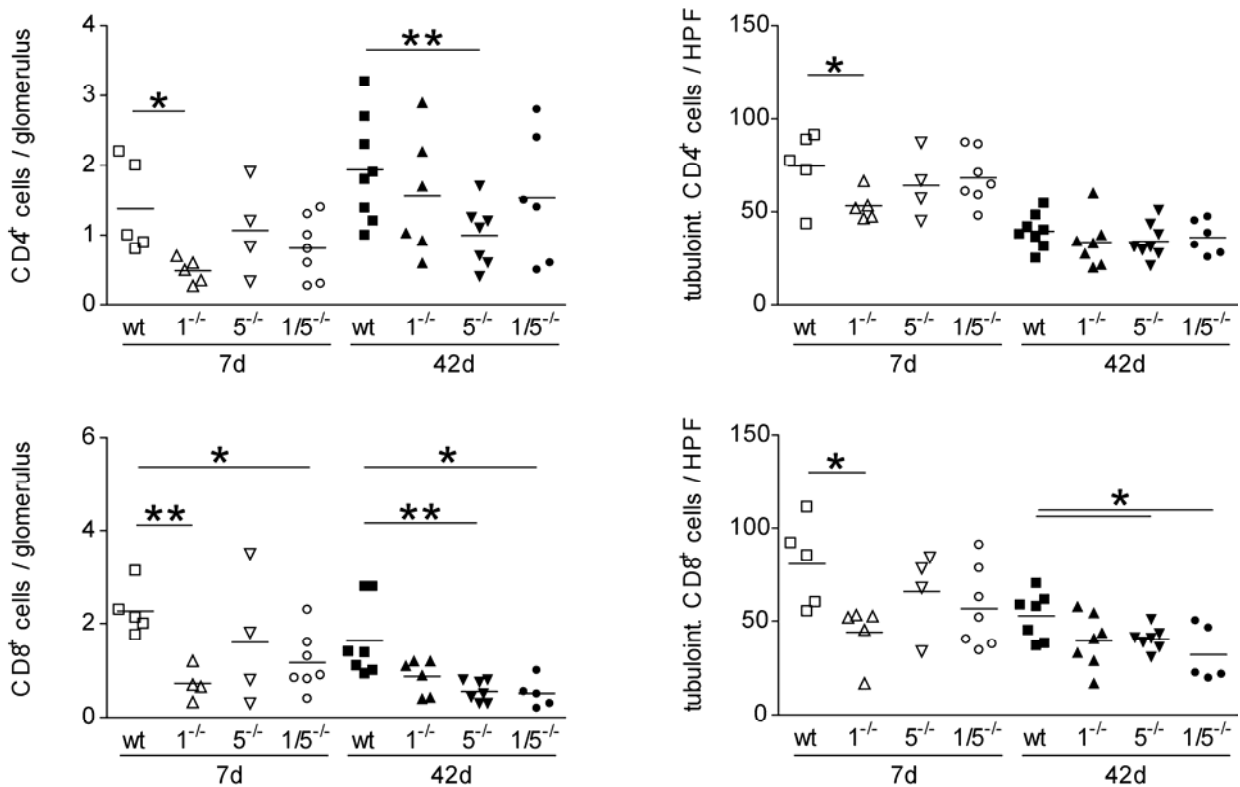 CD4⁺ cells / glomerulus
4
3
2
1
0
*
**
wt 1⁻/⁻ 5⁻/⁻ 1/5⁻/⁻ wt 1⁻/⁻ 5⁻/⁻ 1/5⁻/⁻
7d 42d
tubuloint. CD4⁺ cells / HPF
150
100
50
0
*
wt 1⁻/⁻ 5⁻/⁻ 1/5⁻/⁻ wt 1⁻/⁻ 5⁻/⁻ 1/5⁻/⁻
7d 42d
CD8⁺ cells / glomerulus
6
4
2
0
* *
** **
wt 1⁻/⁻ 5⁻/⁻ 1/5⁻/⁻ wt 1⁻/⁻ 5⁻/⁻ 1/5⁻/⁻
7d 42d
tubuloint. CD8⁺ cells / HPF
150
100
50
0
*
*
wt 1⁻/⁻ 5⁻/⁻ 1/5⁻/⁻ wt 1⁻/⁻ 5⁻/⁻ 1/5⁻/⁻
7d 42d